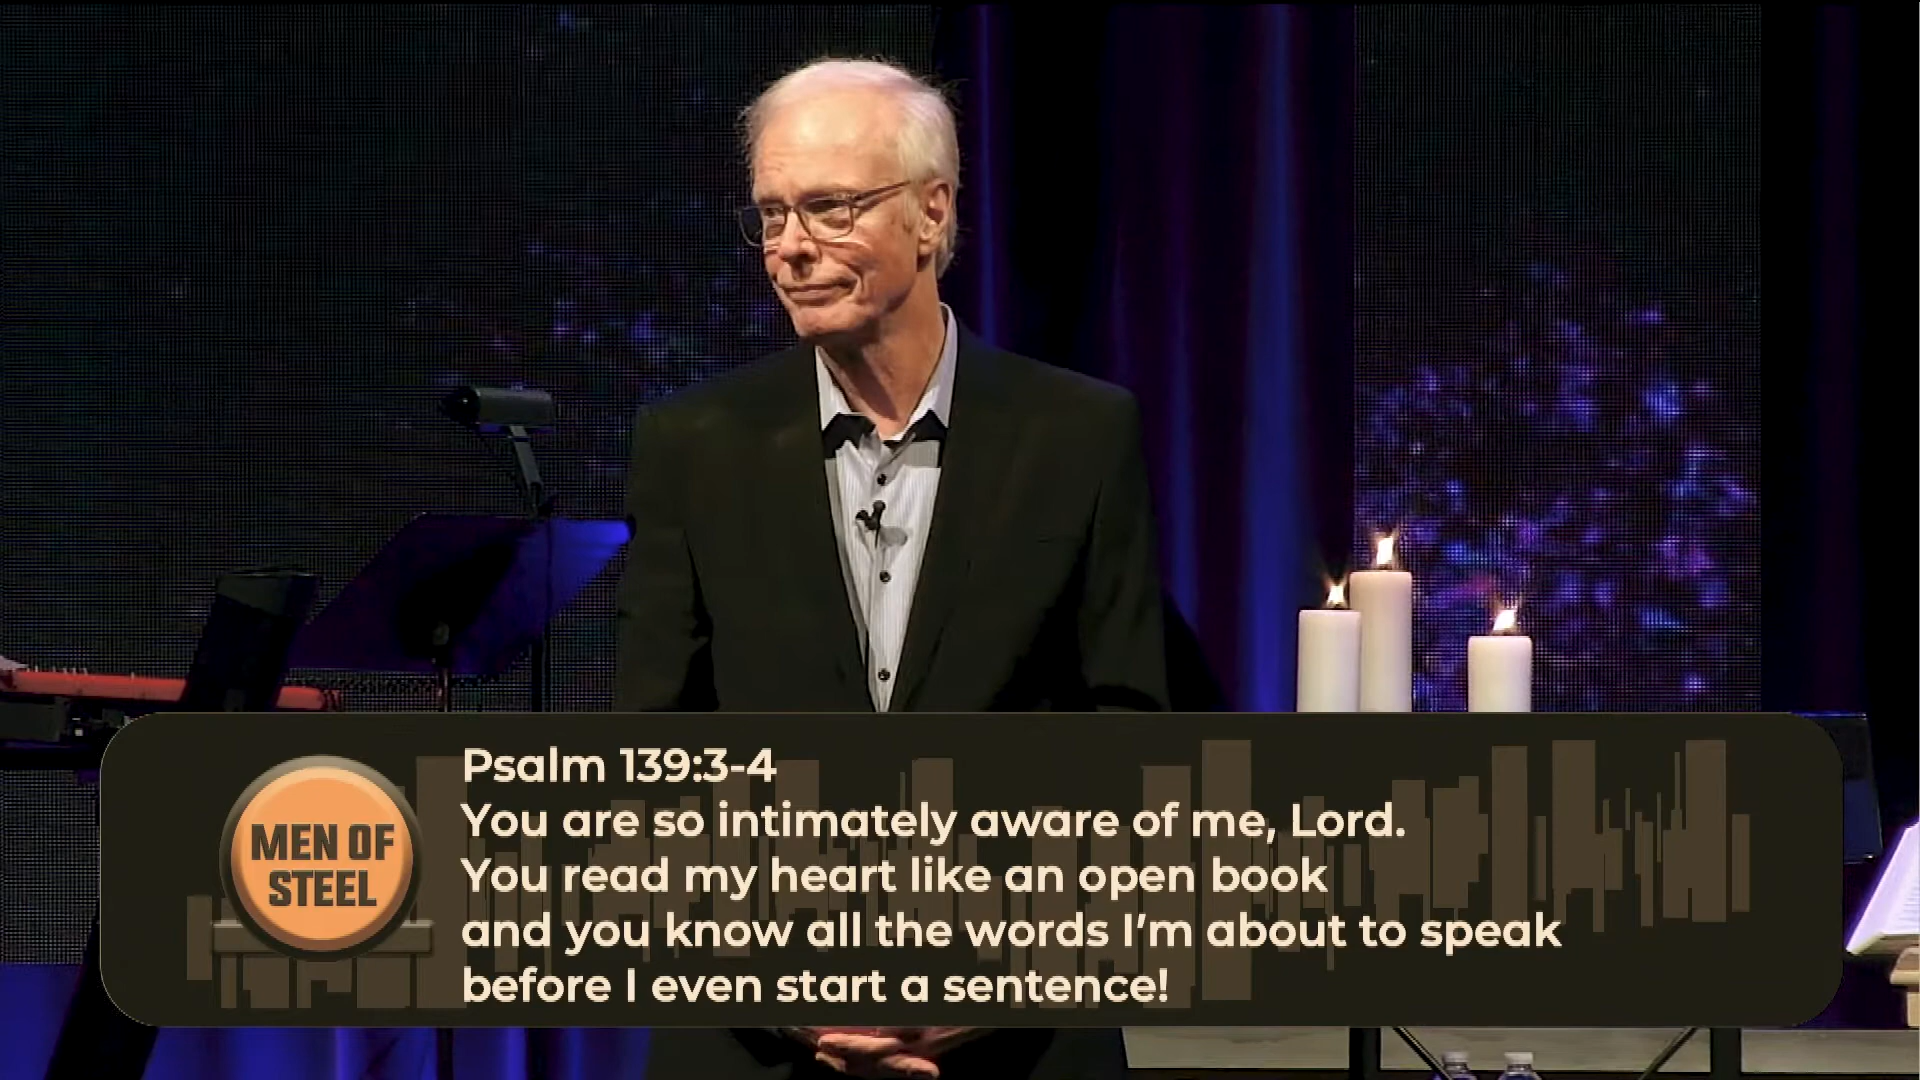 MEN OF
STEEL
Psalm 139:3-4
You are so intimately aware of me, Lord.
You read my heart like an open book
and you know all the words I’m about to speak
before I even start a sentence!